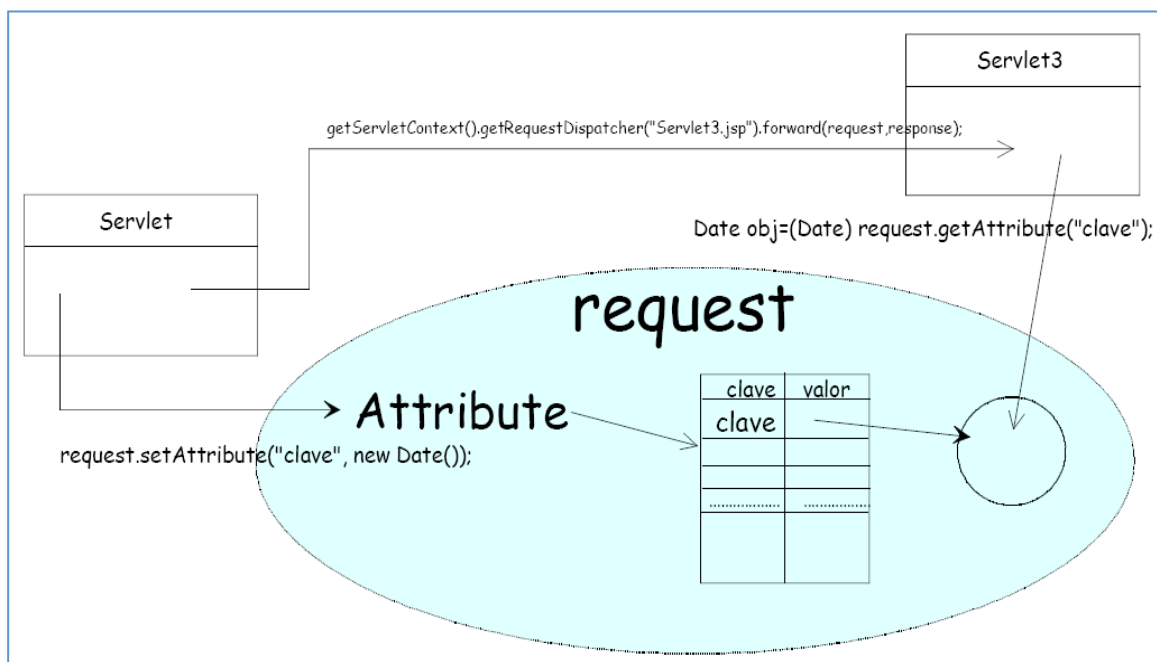 Servlet3
getServletContext().getRequestDispatcher("Servlet3.jsp").forward(request,response);
Servlet
Date obj=(Date) request.getAttribute("clave");
request
clave valor
Attribute
clave
request.setAttribute("clave", new Date());
.................. ..................